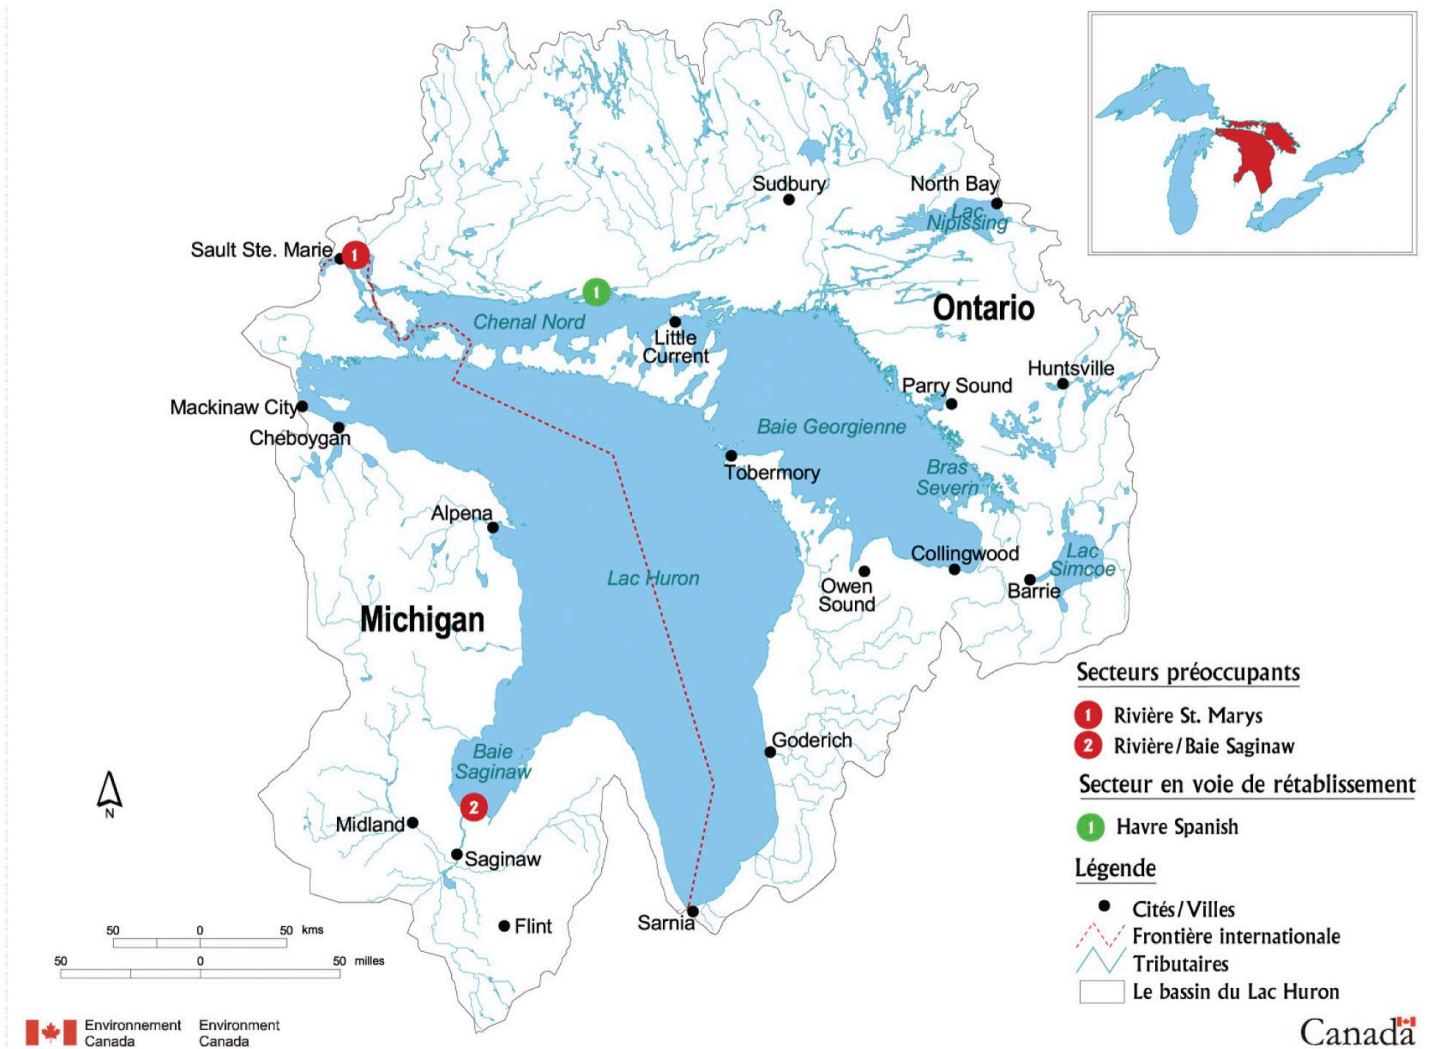 Sudbury
North Bay
Lac
Nipissing
Sault Ste. Marie
1
1
Ontario
Chenal Nord
Little
Current
Huntsville
Parry Sound
Mackinaw City
Cheboygan
Baie Georgienne
Tobermory
Bras
Severn
Alpena
Collingwood
Lac
Simcoe
Lac Huron
Owen
Sound
Barrie
Michigan
Goderich
Baie
Saginaw
2
Midland
Saginaw
Flint
Sarnia
N
Secteurs préoccupants
1 Rivière St. Marys
2 Rivière/Baie Saginaw
Secteur en voie de rétablissement
1 Havre Spanish
Légende
Cités/Villes
Frontière internationale
Tributaires
Le bassin du Lac Huron
50 0 50 kms
50 0 50 milles
Environnement Environment
Canada Canada
Canada